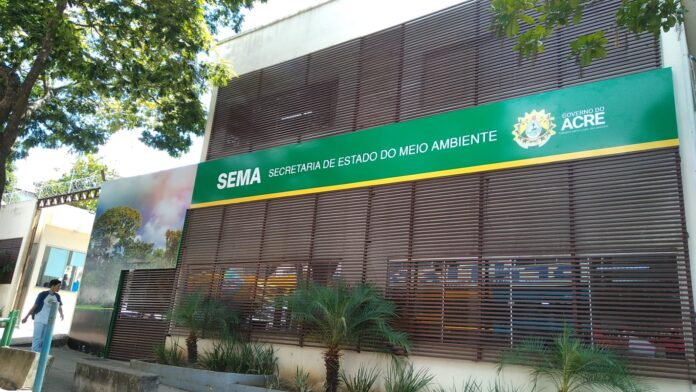 SEMA SECRETARIA DE ESTADO DO MEIO AMBIENTE
GOVERNO DO
ACRE